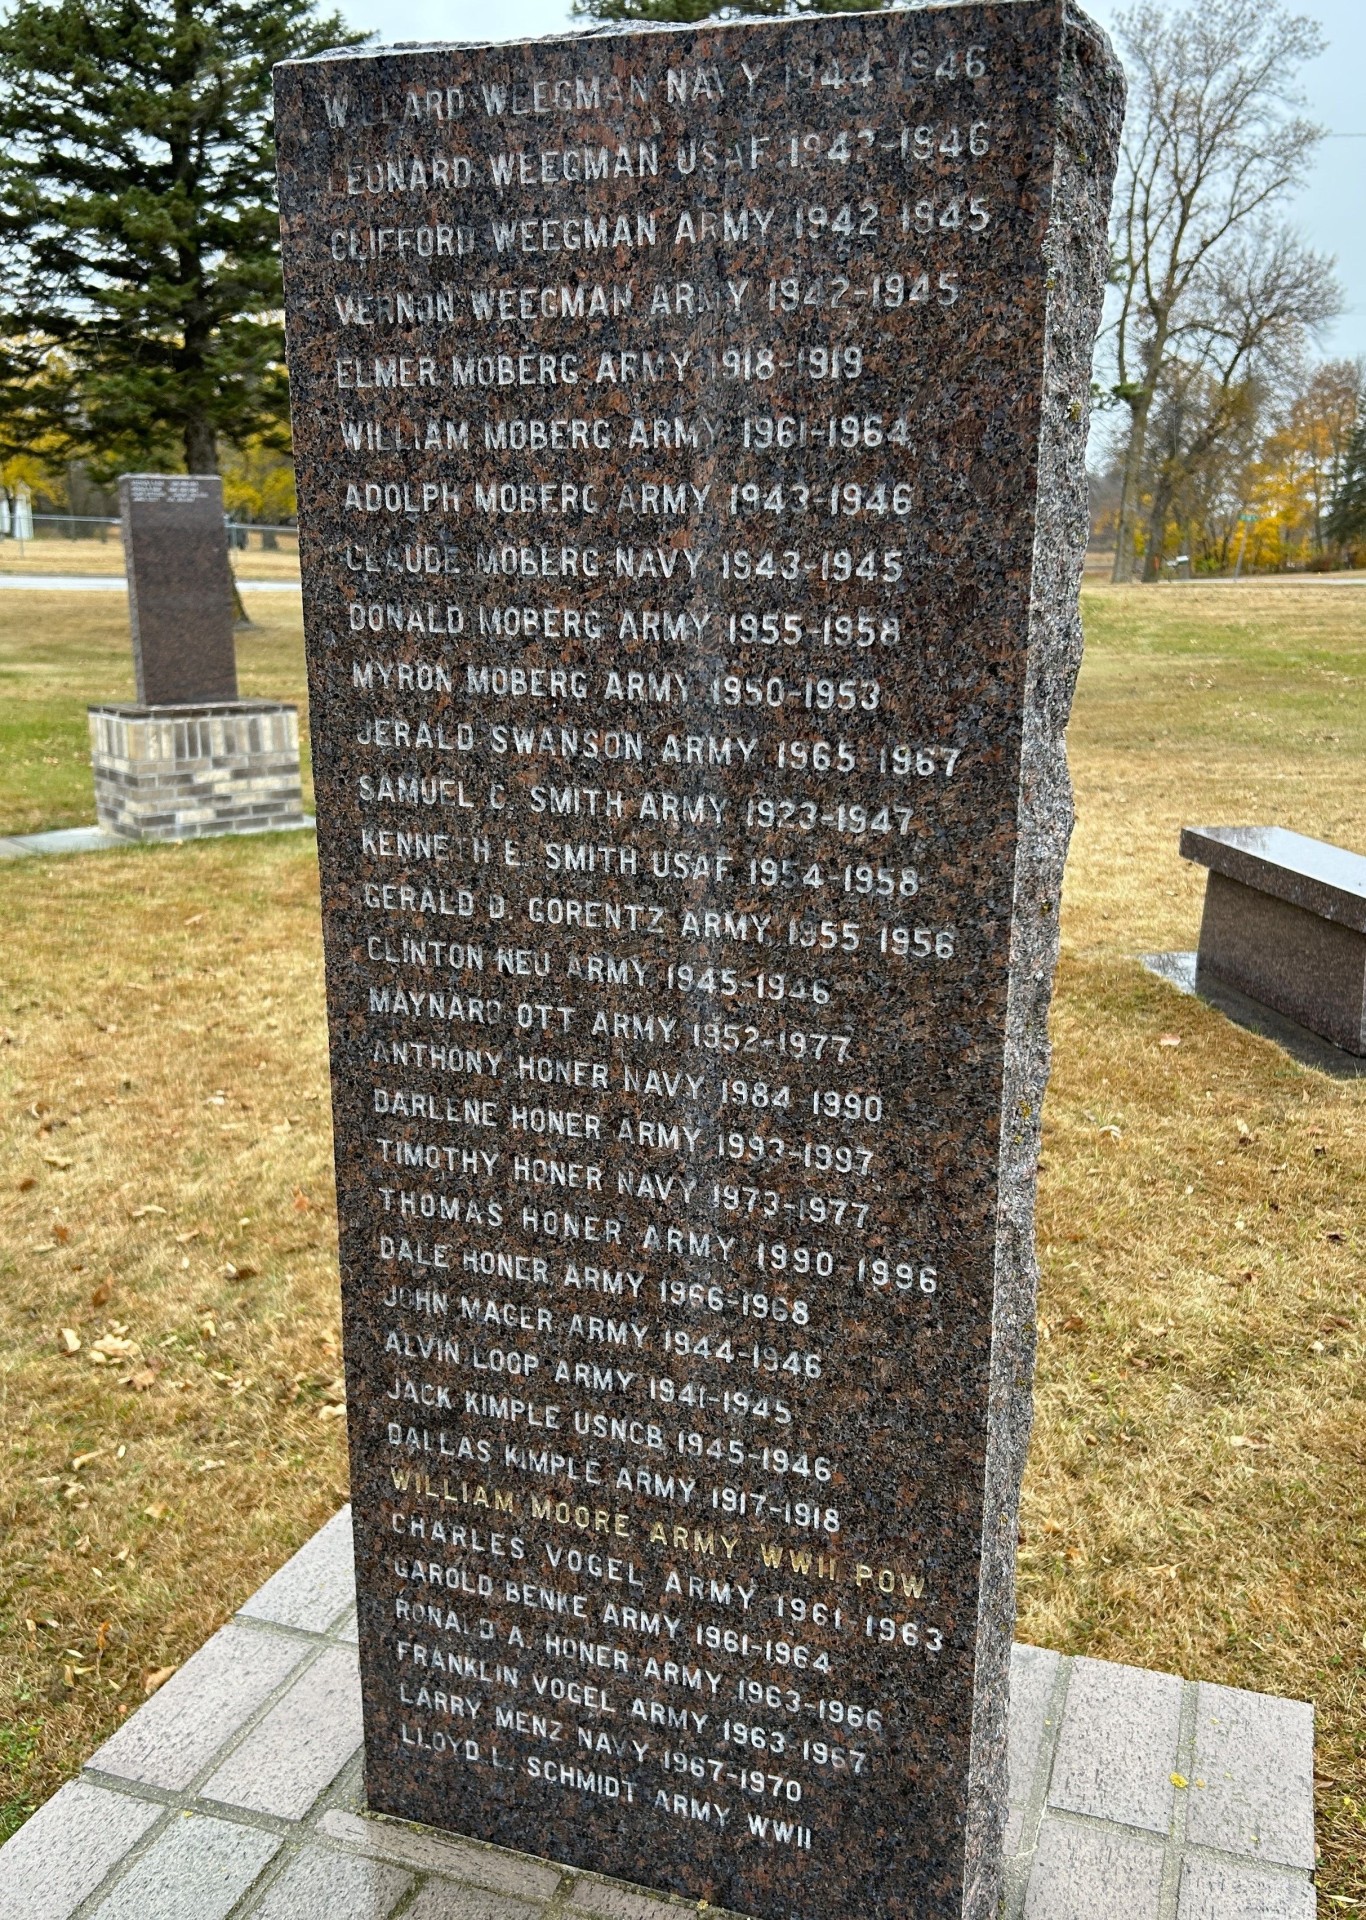 WILLARD WEEGMAN NAVY 1944-1946
LEONARD WEEGMAN USAF 1942-1946
CLIFFORD WEEGMAN ARMY 1942-1945
VERNON WEEGMAN ARMY 1942-1945
ELMER MOBERG ARMY 1918-1919
WILLIAM MOBERG ARMY 1961-1964
ADOLPH MOBERG ARMY 1943-1946
CLAUDE MOBERG NAVY 1943-1945
DONALD MOBERG ARMY 1955-1958
MYRON MOBERG ARMY 1950-1953
JERALD SWANSON ARMY 1965-1967
SAMUEL C. SMITH ARMY 1923-1947
KENNETH E. SMITH USAF 1954-1958
GERALD D. GORENTZ ARMY 1955-1956
CLINTON NEU ARMY 1945-1946
MAYNARD OTT ARMY 1952-1977
ANTHONY HONER NAVY 1984-1990
DARLENE HONER ARMY 1993-1997
TIMOTHY HONER NAVY 1973-1977
THOMAS HONER ARMY 1990-1996
DALE HONER ARMY 1966-1968
JOHN MAGER ARMY 1944-1946
ALVIN LOOP ARMY 1941-1945
JACK KIMPLE USNCB 1945-1946
DALLAS KIMPLE ARMY 1917-1918
WILLIAM MOORE ARMY WWII POW
CHARLES VOGEL ARMY 1961-1963
GAROLD BENKE ARMY 1961-1964
RONALD A. HONER ARMY 1963-1966
FRANKLIN VOGEL ARMY 1963-1967
LARRY MENZ NAVY 1967-1970
LLOYD L. SCHMIDT ARMY WWII